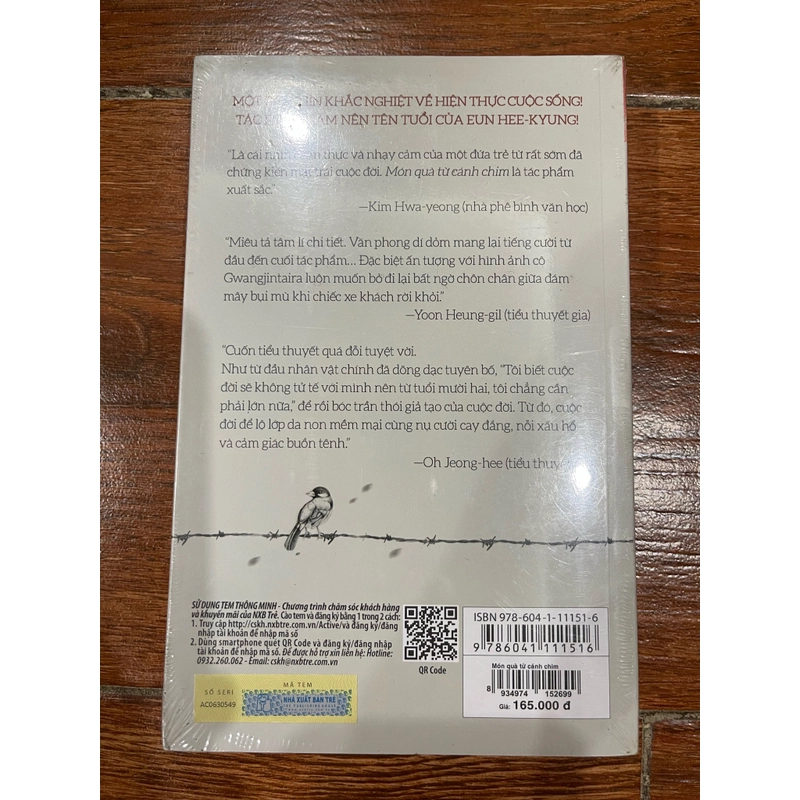 MỘT IN KHẮC NGHIỆT VỀ HIỆN THỰC CUỘC SỐNG!
TÁC NÊN TÊN TUỔI CỦA EUN HEE-KYUNG!
“Là cái thực và nhạy cảm của một đứa trẻ từ rất sớm đã
chứng kiến mặt trái cuộc đời. Món quà từ cánh chim là tác phẩm
xuất sắc.”
—Kim Hwa-yeong (nhà phê bình văn học)
“Miêu tả tâm lí chi tiết. Văn phong dí dỏm mang lại tiếng cười từ
đầu đến cuối tác phẩm... Đặc biệt ấn tượng với hình ảnh cô
Gwangjintaira luôn muốn bỏ đi lại bất ngờ chôn chân giữa đám
mây bụi mù khi chiếc xe khách rời khỏi.”
—Yoon Heung-gil (tiểu thuyết gia)
“Cuốn tiểu thuyết quá đỗi tuyệt vời.
Như từ đầu nhân vật chính đã dõng dạc tuyên bố, “Tôi biết cuộc
đời sẽ không tử tế với mình nên từ tuổi mười hai, tôi chẳng cần
phải lớn nữa,” để rồi bóc trần thói giả tạo của cuộc đời. Từ đó, cuộc
đời để lộ lớp da non mềm mại cùng nụ cười cay đắng, nỗi xấu hổ
và cảm giác buồn tênh.”
—Oh Jeong-hee (tiểu thuyết
SỬ DỤNG TEM THÔNG MINH - Chương trình chăm sóc khách hàng
và khuyến mãi của NXB Trẻ. Cào tem và đăng ký bằng 1 trong 2 cách:
1. Truy cập http://cskh.nxbtre.com.vn/Active/và đăng ký/đăng
nhập tài khoản để nhập mã số
2. Dùng smartphone quét QR Code và đăng ký/đăng nhập
tài khoản để nhập mã số. Để được hỗ trợ xin liên hệ: Hotline:
0932.260.062 - Email: cskh@nxbtre.com.vn
QR Code
SỐ SERI
AC0630549
MÃ TEM
NHÀ XUẤT BẢN TRẺ
ISBN 978-604-1-11151-6
9 786041 111516
Món quà từ cánh chim
8 934974 152699
Giá: 165.000 đ